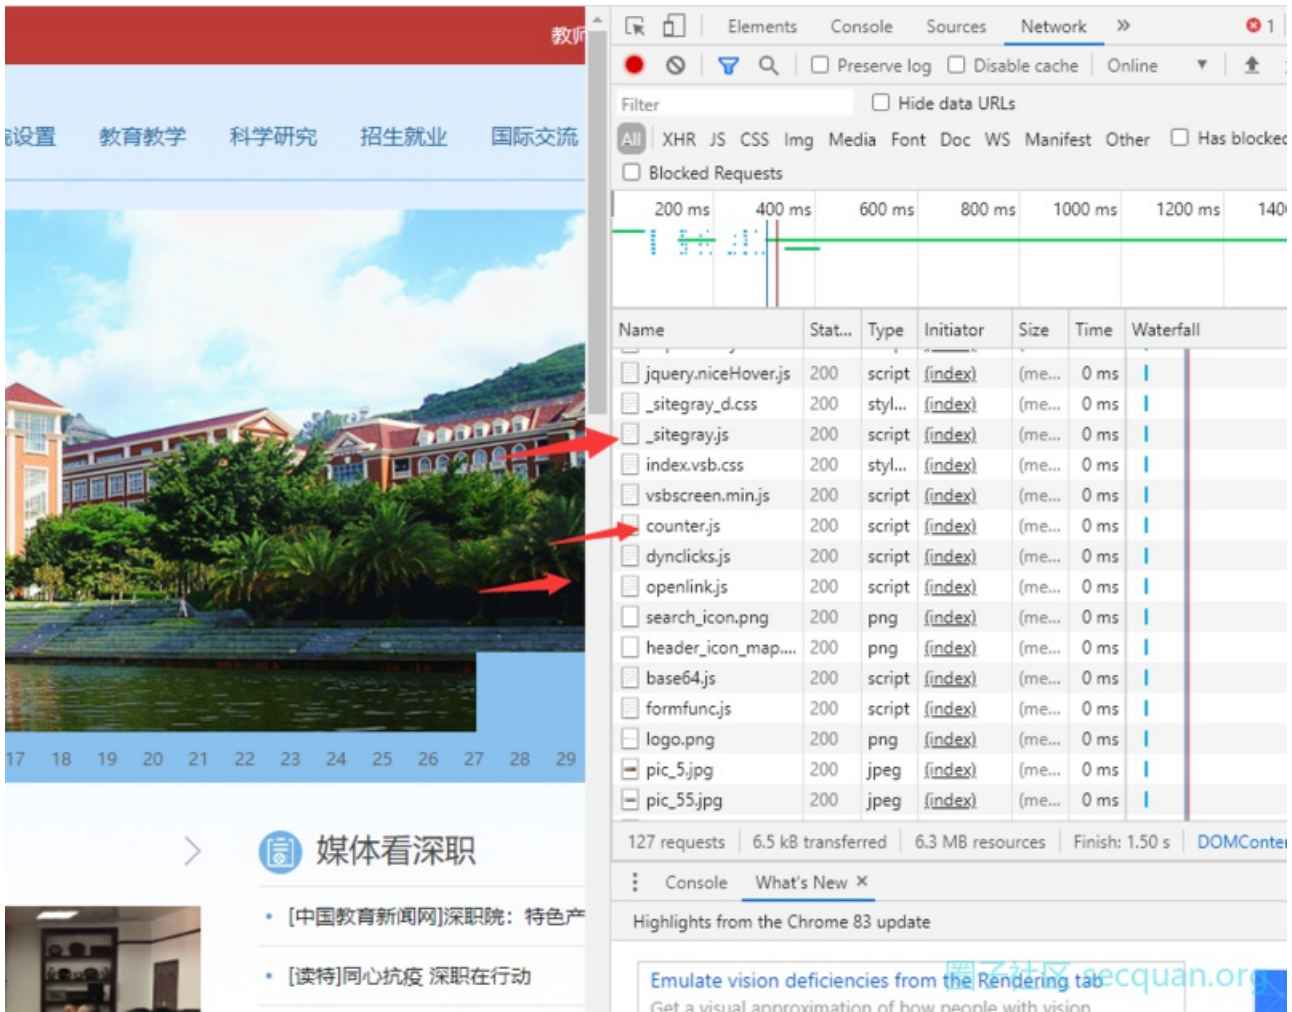 教师
设置 教育教学 科学研究 招生就业 国际交流
17 18 19 20 21 22 23 24 25 26 27 28 29
媒体看深职
• [中国教育新闻网]深职院：特色产
• [读特]同心抗疫 深职在行动
Elements Console Sources Network » 1
Preserve log Disable cache Online ▼
Filter Hide data URLs
All XHR JS CSS Img Media Font Doc WS Manifest Other Has blocked
Blocked Requests
200 ms 400 ms 600 ms 800 ms 1000 ms 1200 ms 140
Name Stat... Type Initiator Size Time Waterfall
jquery.niceHover.js 200 script (index) (me... 0 ms
_sitegray_d.css 200 styl... (index) (me... 0 ms
_sitegray.js 200 script (index) (me... 0 ms
index.vsb.css 200 styl... (index) (me... 0 ms
vsbscreen.min.js 200 script (index) (me... 0 ms
counter.js 200 script (index) (me... 0 ms
dynclicks.js 200 script (index) (me... 0 ms
openlink.js 200 script (index) (me... 0 ms
search_icon.png 200 png (index) (me... 0 ms
header_icon_map.... 200 png (index) (me... 0 ms
base64.js 200 script (index) (me... 0 ms
formfunc.js 200 script (index) (me... 0 ms
logo.png 200 png (index) (me... 0 ms
pic_5.jpg 200 jpeg (index) (me... 0 ms
pic_55.jpg 200 jpeg (index) (me... 0 ms
127 requests 6.5 kB transferred 6.3 MB resources Finish: 1.50 s DOMConte
Console What's New ×
Highlights from the Chrome 83 update
Emulate vision deficiencies from the Rendering tab
Get a visual approximation of how people with vision
圈子社区 secquan.org